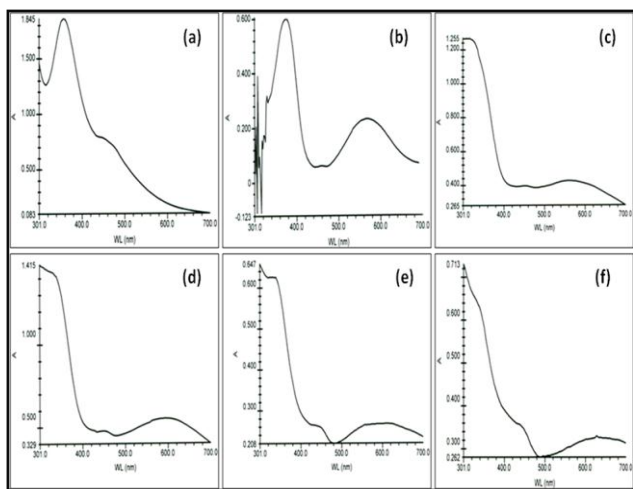 (a)
1.845
1.500
1.000
0.500
0.083
A
301.0 400.0 500.0 600.0 700.0
WL (nm)
(b)
0.600
0.200
0
-0.123
A
301.0 400.0 500.0 600.0 700.0
WL (nm)
(c)
1.255
1.200
1.000
0.800
0.600
0.400
0.265
A
301.0 400.0 500.0 600.0 700.0
WL (nm)
(d)
1.415
1.000
0.500
0.329
A
301.0 400.0 500.0 600.0 700.0
WL (nm)
(e)
0.647
0.600
0.500
0.400
0.300
0.208
A
301.0 400.0 500.0 600.0 700.0
WL (nm)
(f)
0.713
0.600
0.500
0.400
0.300
0.262
A
301.0 400.0 500.0 600.0 700.0
WL (nm)